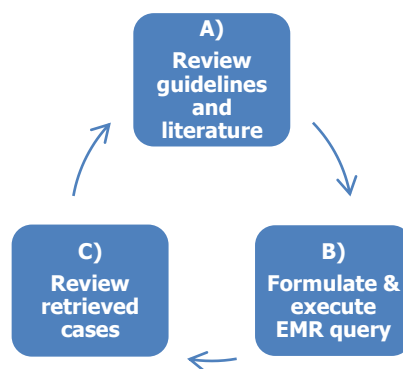 A)
Review
guidelines
and
literature
B)
Formulate &
execute
EMR query
C)
Review
retrieved
cases